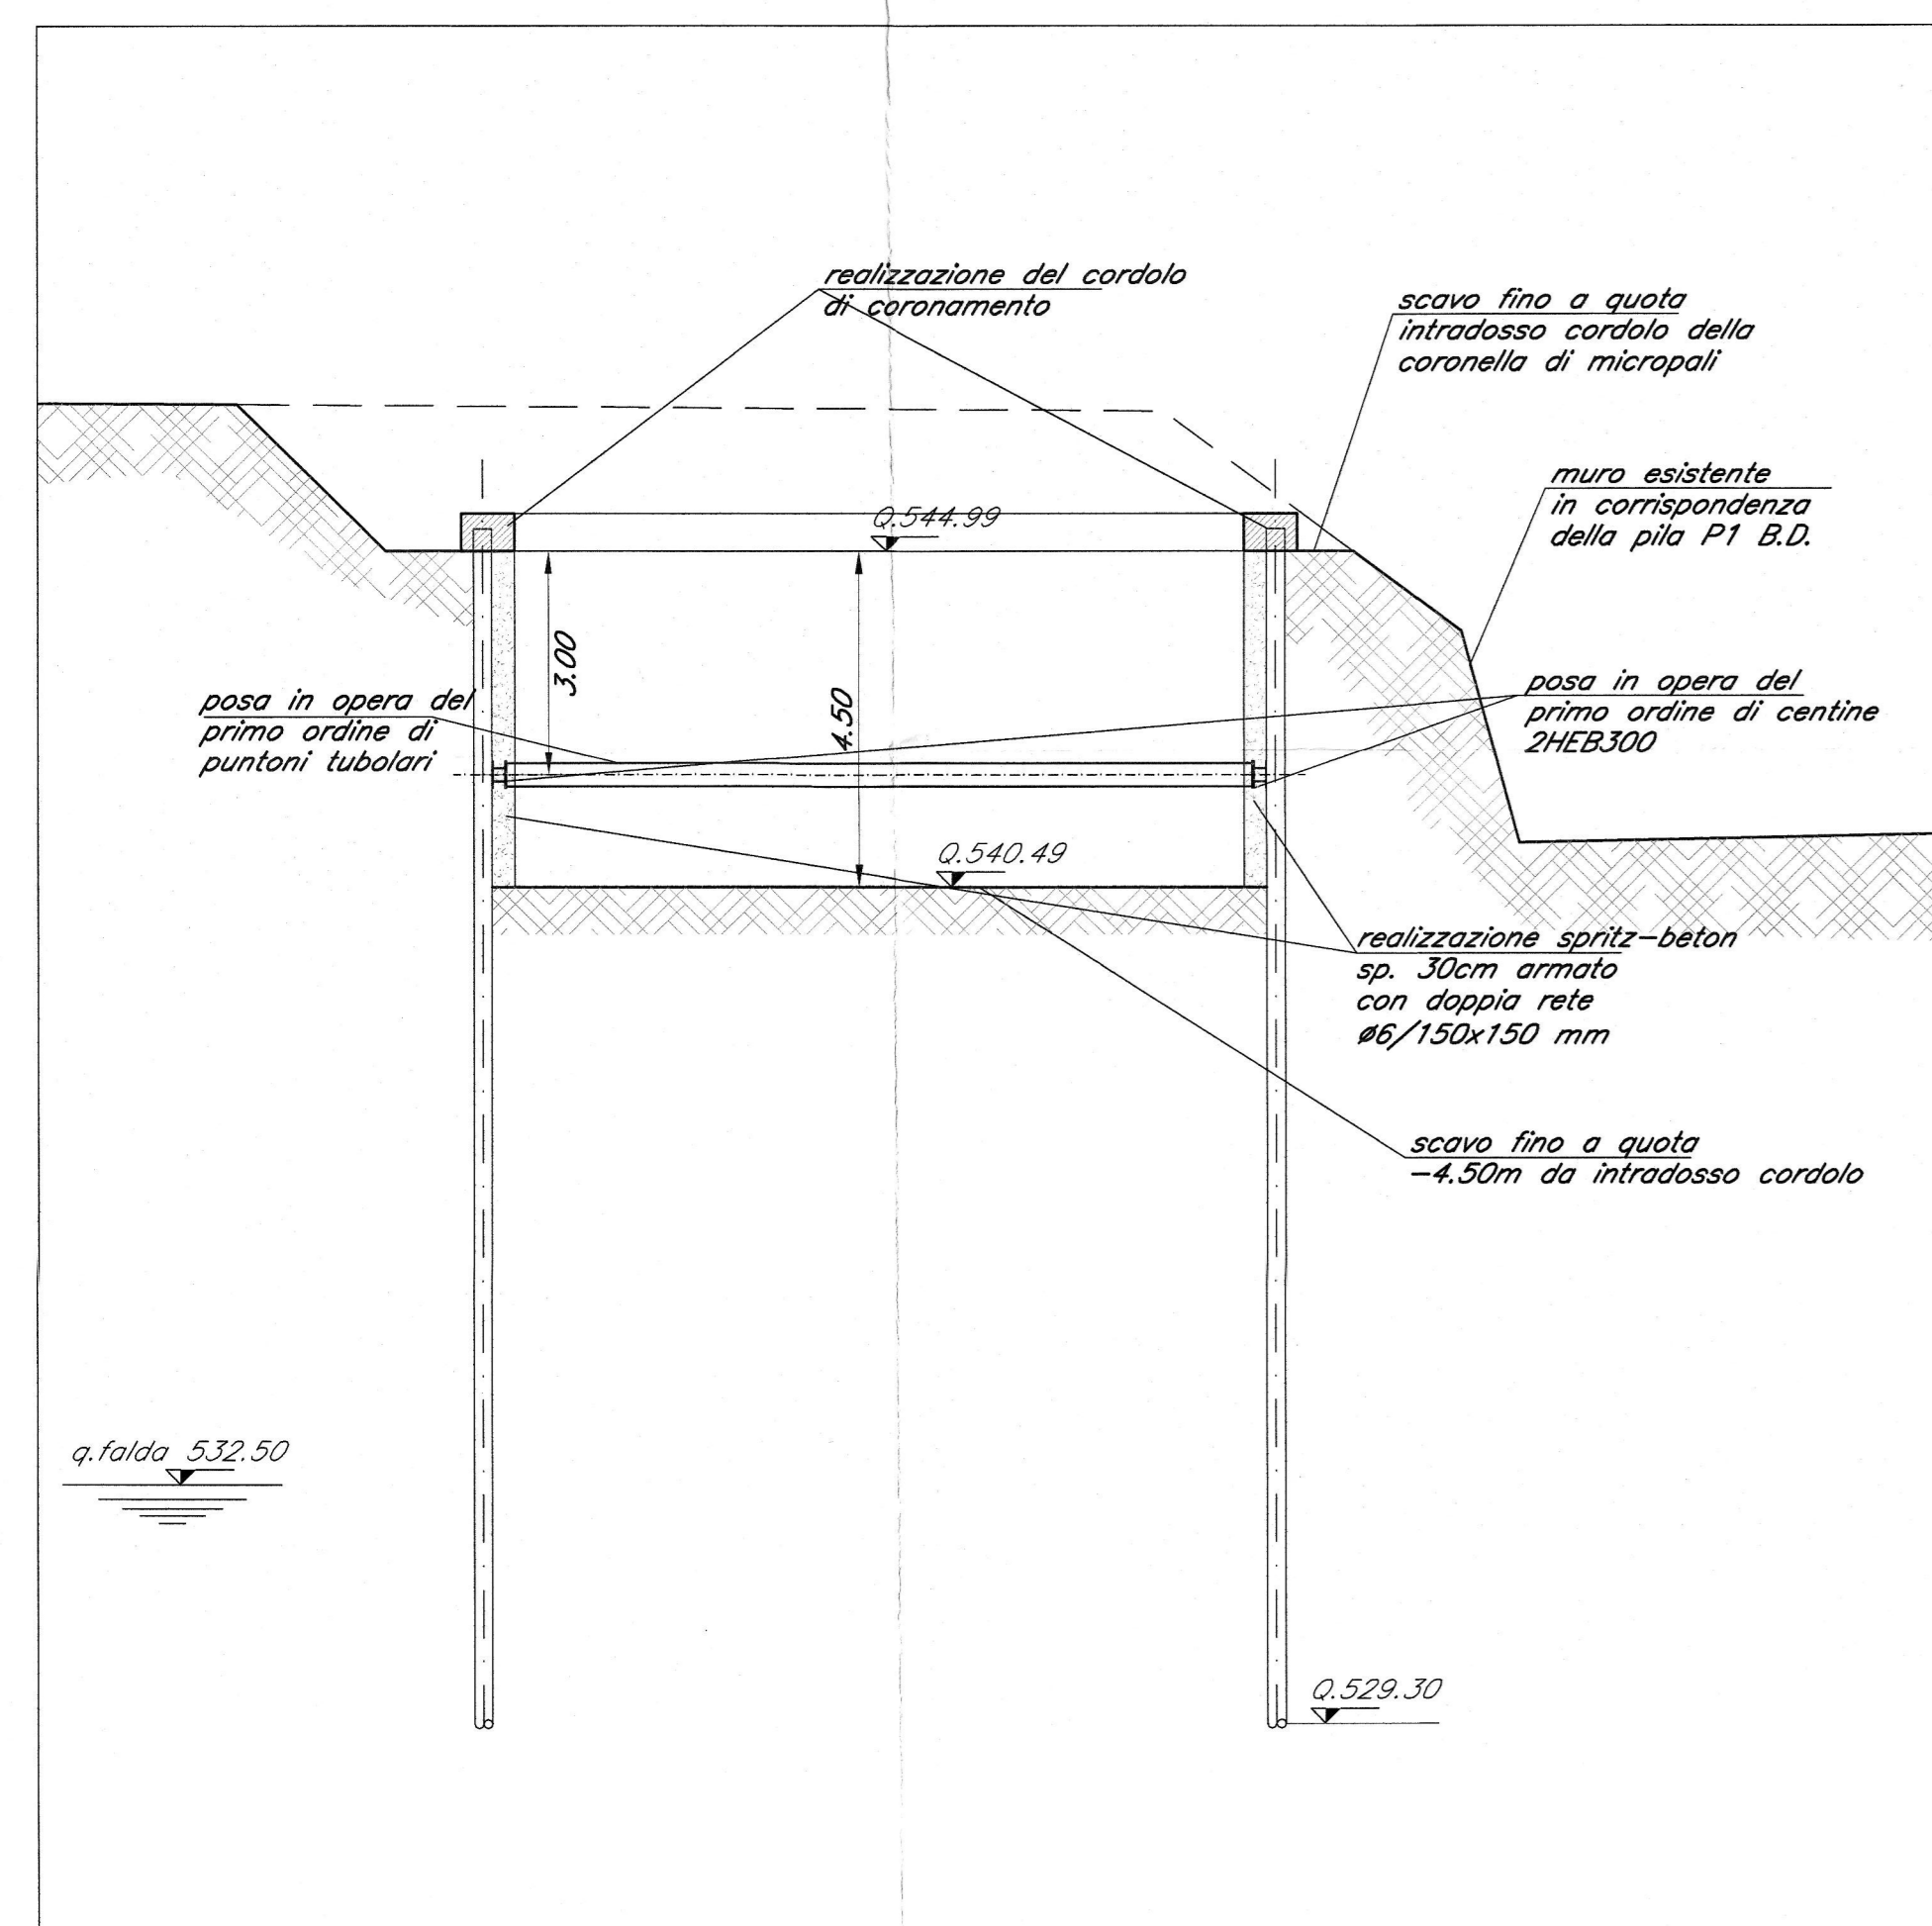 realizzazione del cordolo
di coronamento
scavo fino a quota
intradosso cordolo della
coronella di micropali
muro esistente
in corrispondenza
della pila P1 B.D.
Q.544.99
3.00
4.50
posa in opera del
primo ordine di
puntoni tubolari
posa in opera del
primo ordine di centine
2HEB300
Q.540.49
realizzazione spritz-beton
sp. 30cm armato
con doppia rete
ø6/150x150 mm
scavo fino a quota
-4.50m da intradosso cordolo
q.falda 532.50
Q.529.30